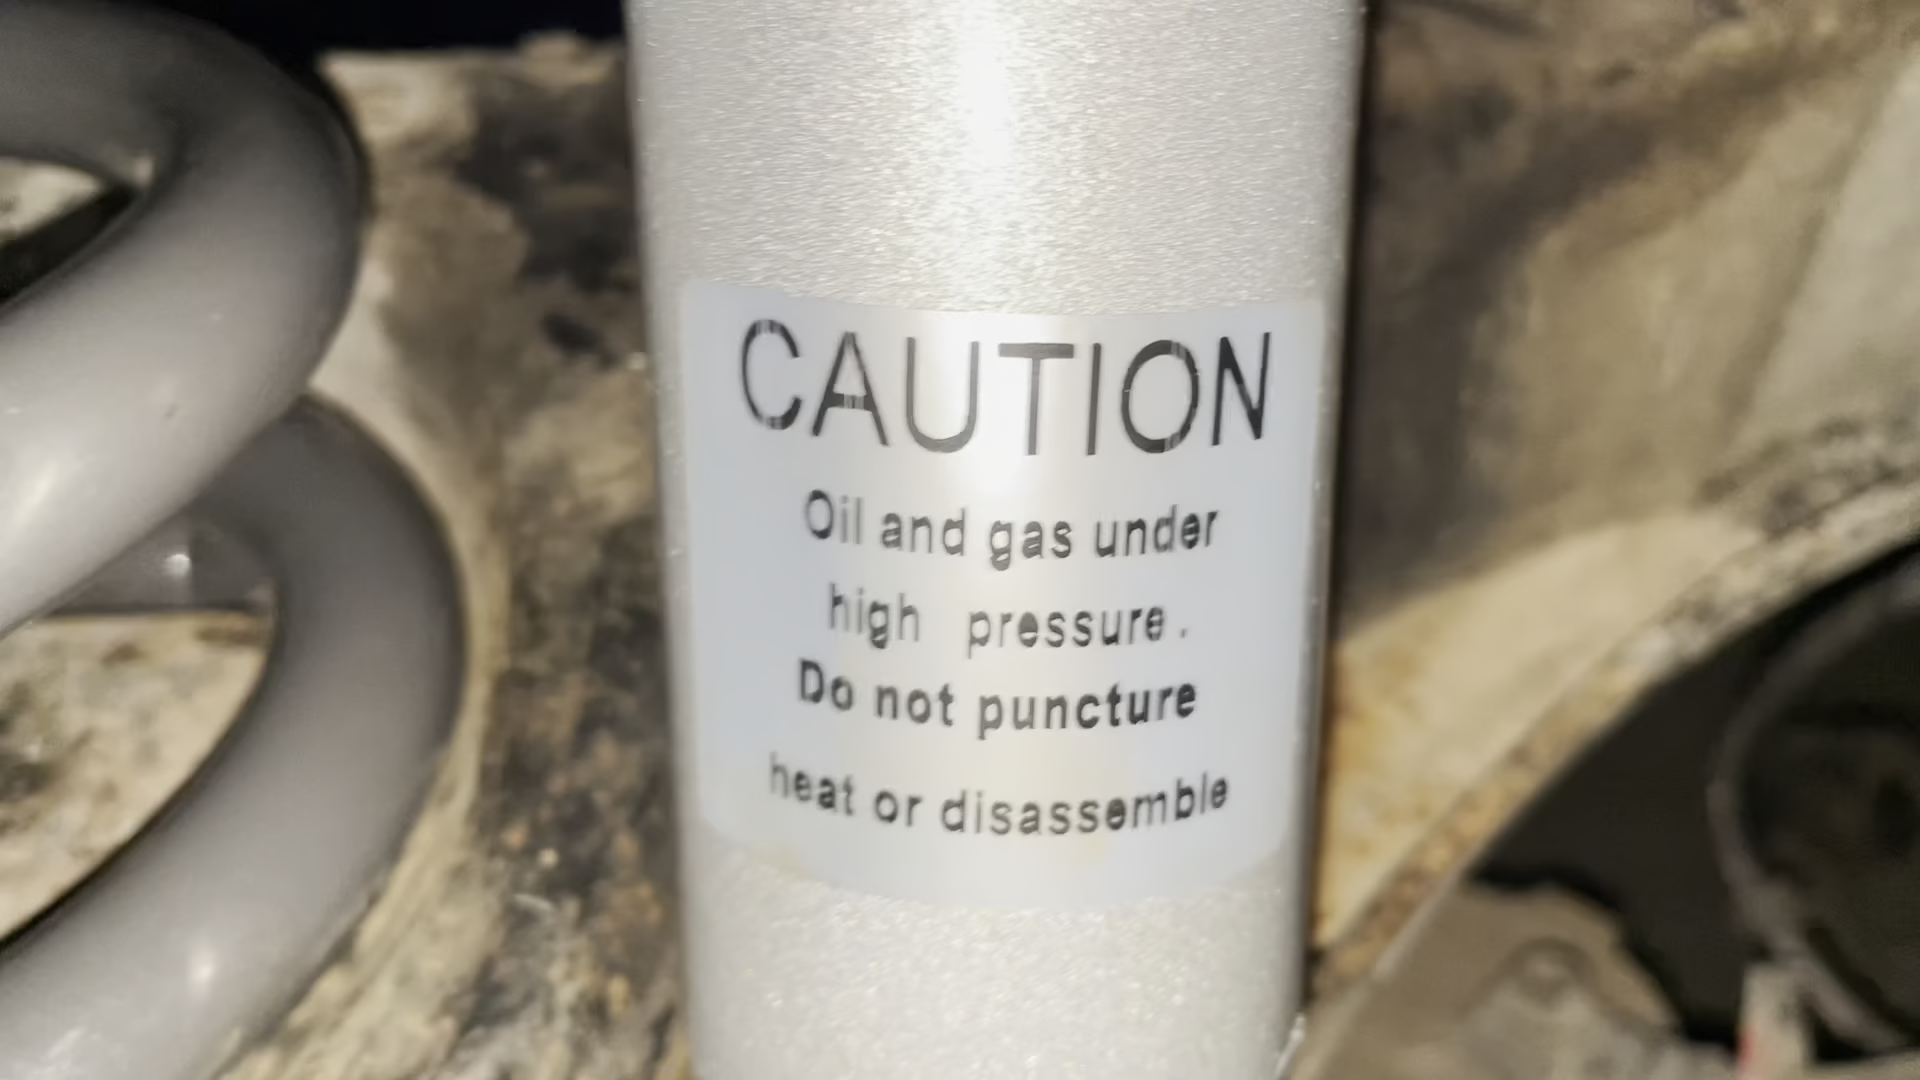 CAUTION
Oil and gas under
high pressure.
Do not puncture
heat or disassemble